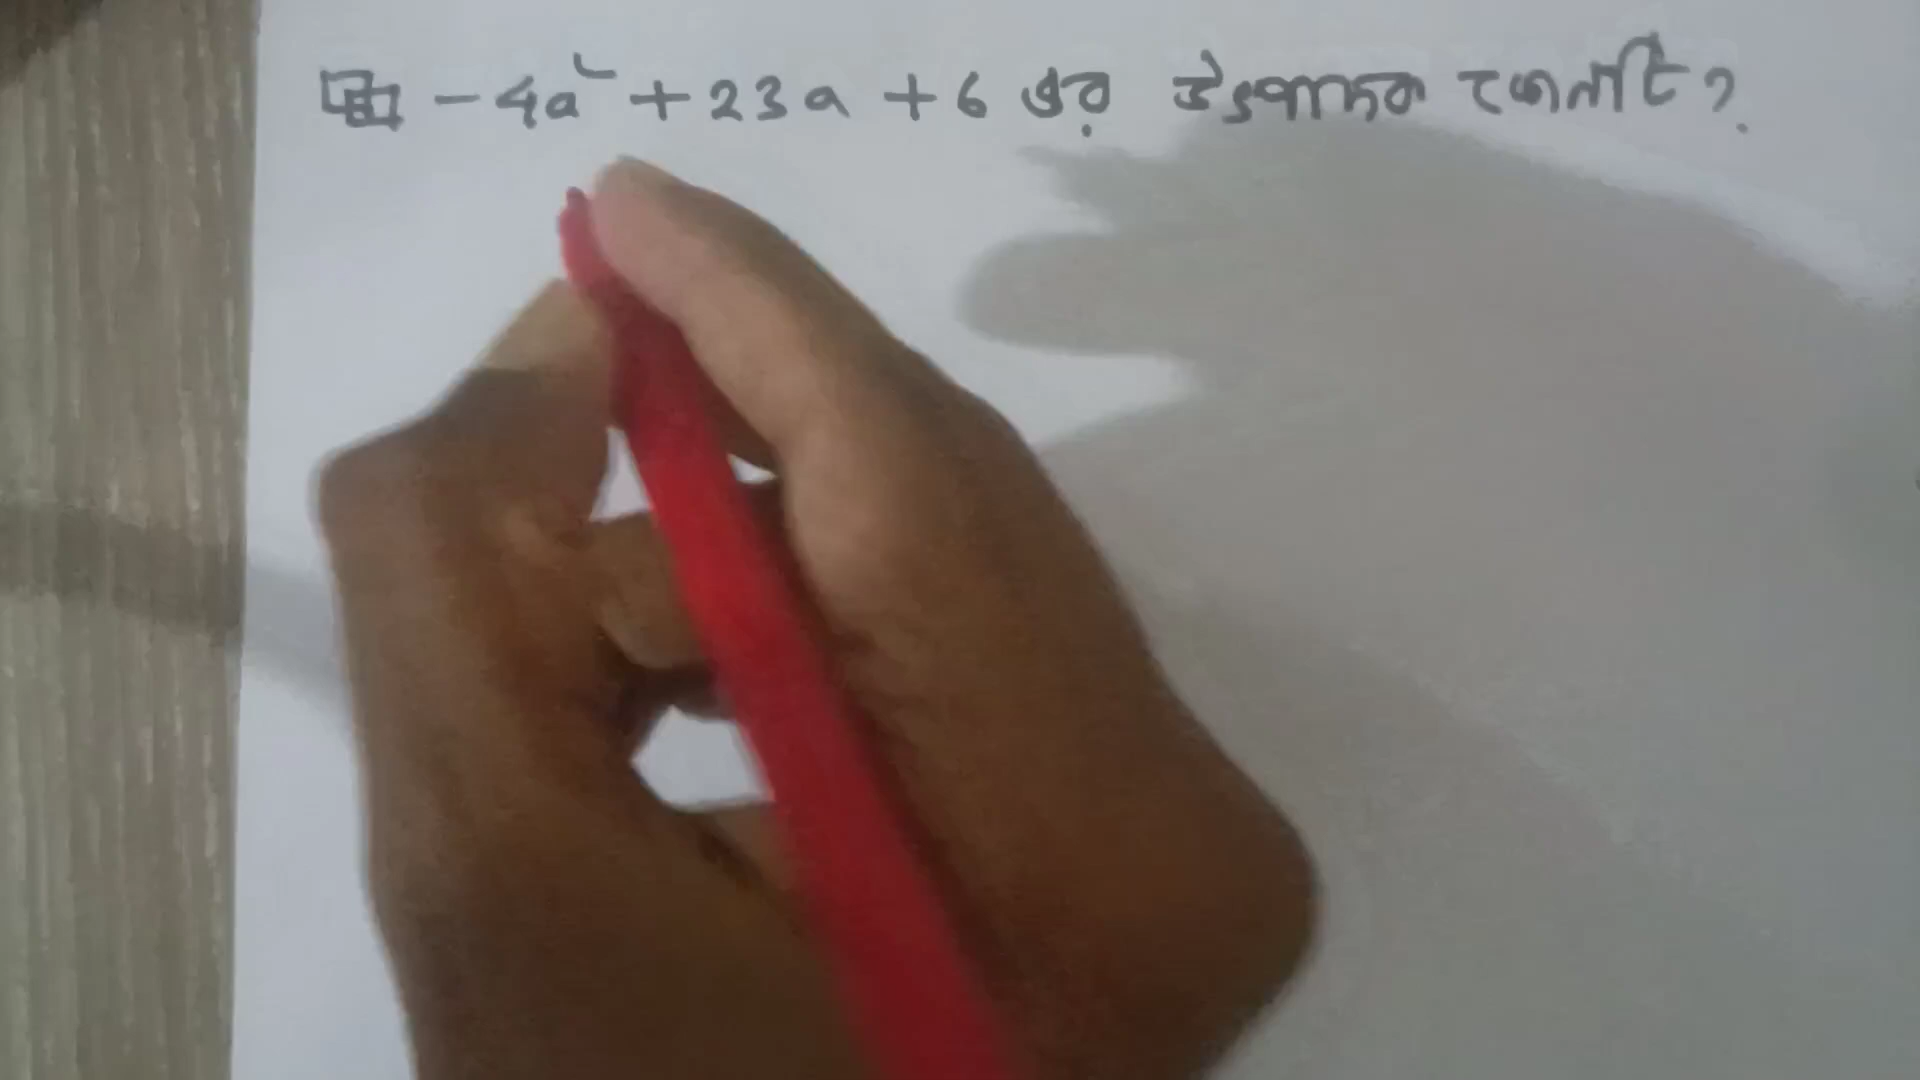 -4a² + 23a + 6 এর উৎপাদক কোনটি?